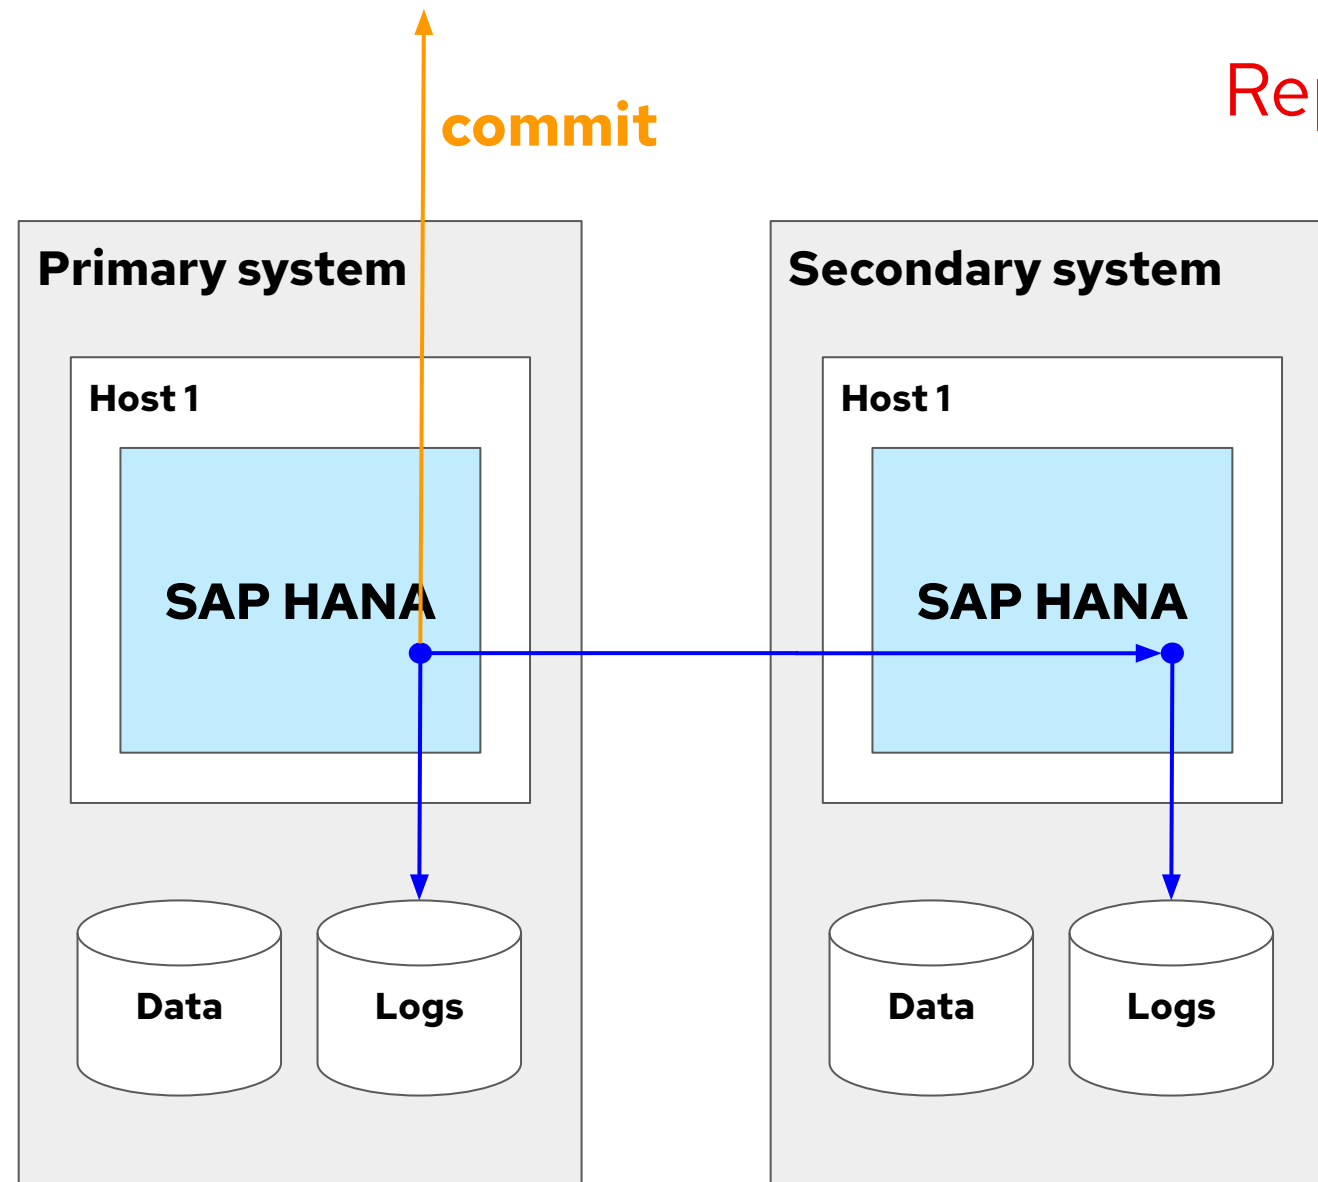 commit
Primary system
Host 1
SAP HANA
Data
Logs
Secondary system
Host 1
SAP HANA
Data
Logs